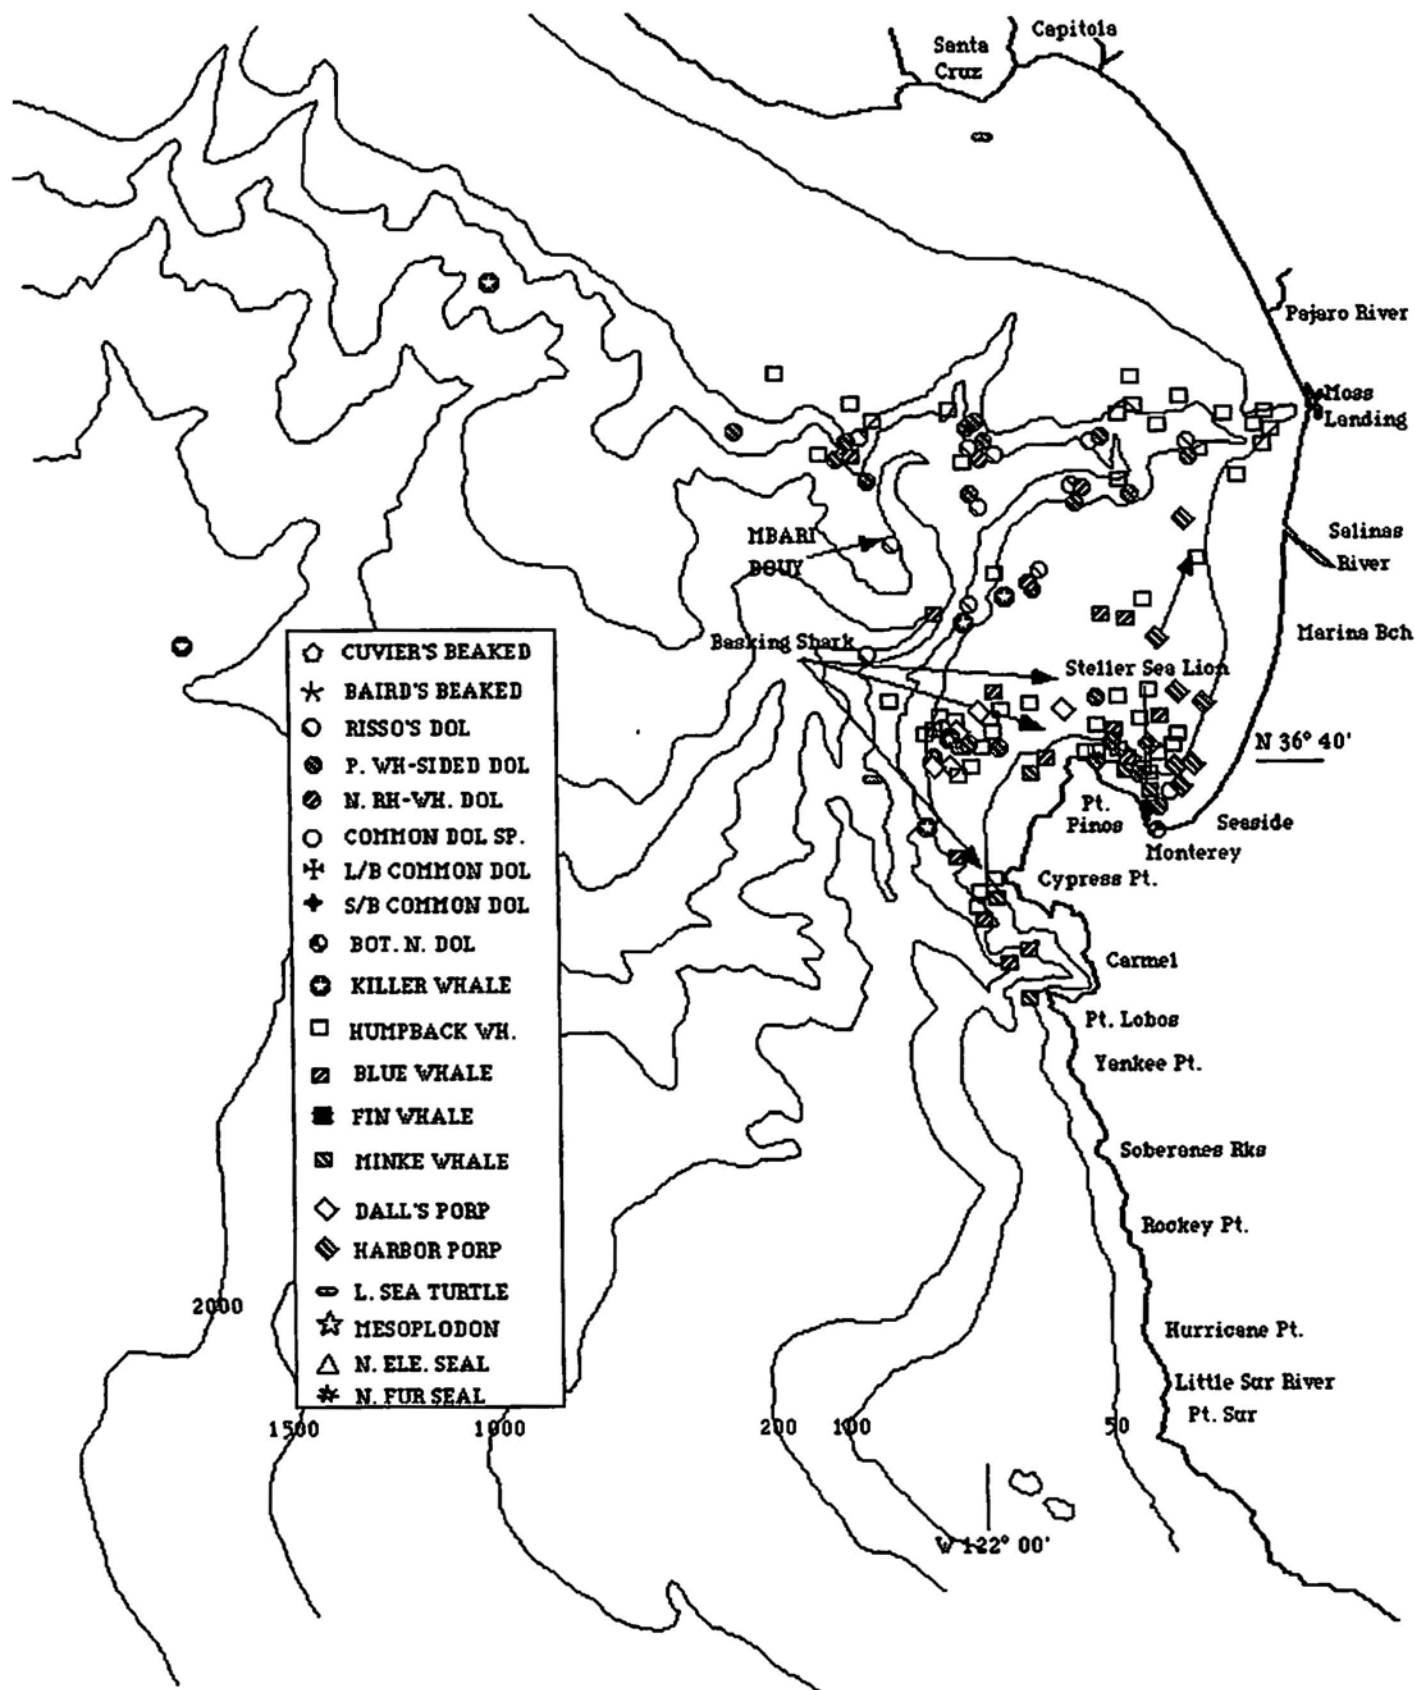 Capitola
Santa
Cruz
Pajaro River
Moss
Landing
MBARI
BOUY
Salinas
River
Marina Bch
Basking Shark
Steller Sea Lion
N 36° 40'
Pt.
Pinos
Seaside
Monterey
Cypress Pt.
Carmel
Pt. Lobos
Yankee Pt.
Soberanes Rks
Rockey Pt.
Hurricane Pt.
Little Sur River
Pt. Sur
CUVIER'S BEAKED
BAIRD'S BEAKED
RISSO'S DOL
P. WH-SIDED DOL
N. RH-WH. DOL
COMMON DOL SP.
L/B COMMON DOL
S/B COMMON DOL
BOT. N. DOL
KILLER WHALE
HUMPBACK WH.
BLUE WHALE
FIN WHALE
MINKE WHALE
DALL'S PORP
HARBOR PORP
L. SEA TURTLE
MESOPLODON
N. ELE. SEAL
N. FUR SEAL
2000
1500
1000
200
100
50
W 122° 00'